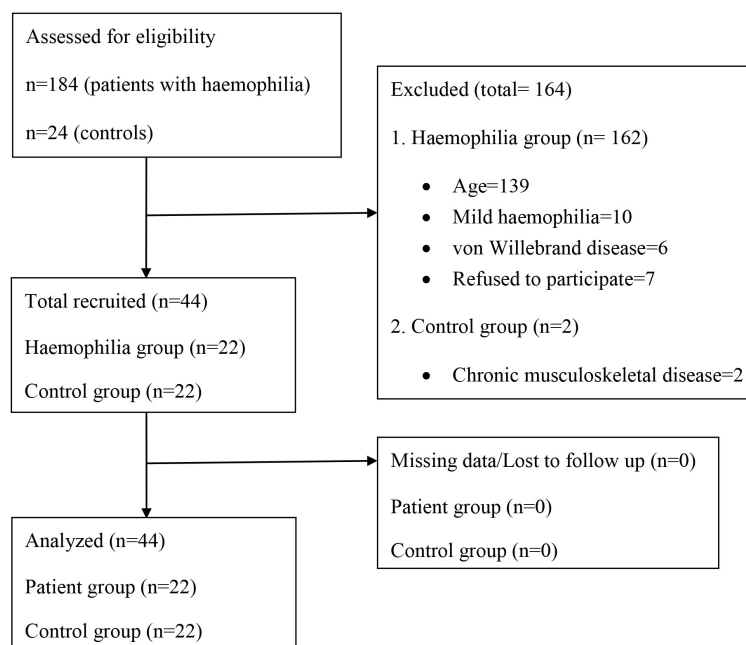 Assessed for eligibility
n=184 (patients with haemophilia)
n=24 (controls)
Excluded (total= 164)
1. Haemophilia group (n= 162)
• Age=139
• Mild haemophilia=10
• von Willebrand disease=6
• Refused to participate=7
2. Control group (n=2)
• Chronic musculoskeletal disease=2
Total recruited (n=44)
Haemophilia group (n=22)
Control group (n=22)
Missing data/Lost to follow up (n=0)
Patient group (n=0)
Control group (n=0)
Analyzed (n=44)
Patient group (n=22)
Control group (n=22)